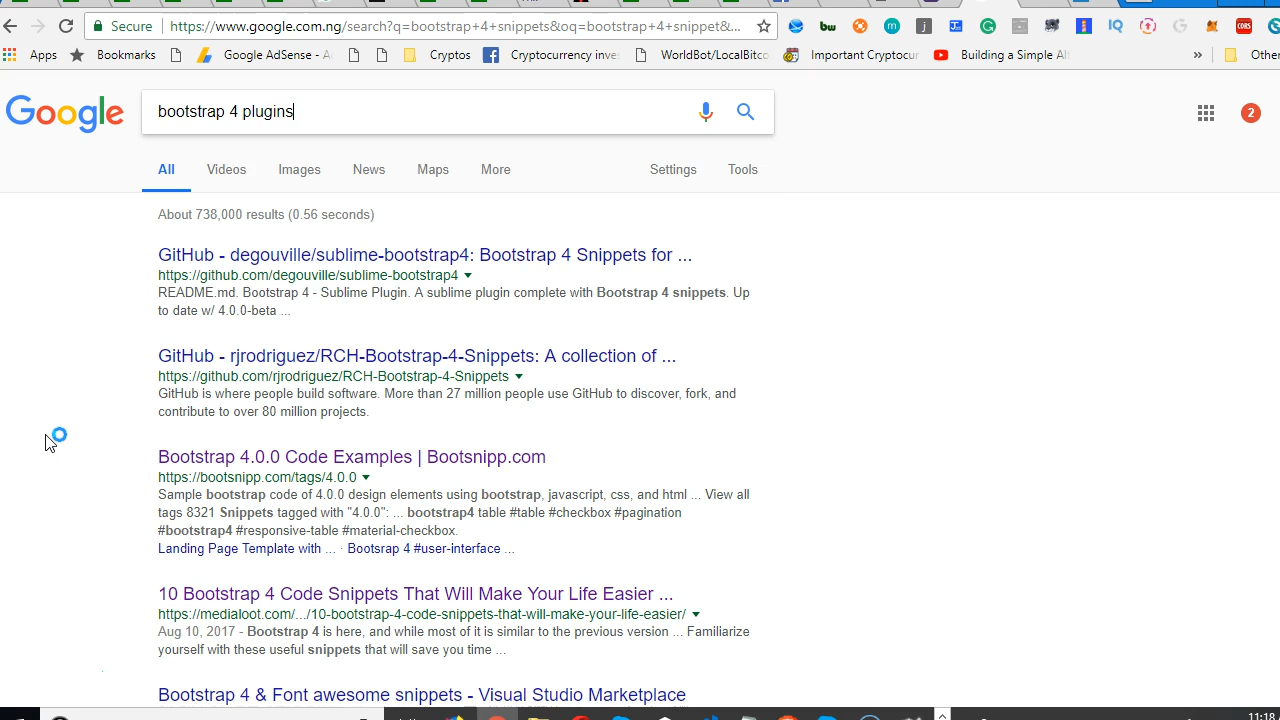 Secure
https://www.google.com.ng/search?q=bootstrap+4+snippets&oq=bootstrap+4+snippet&...
Apps Bookmarks Google AdSense - A Cryptos Cryptocurrency inve WorldBox/LocalBitco Important Cryptocur Building a Simple Al » Other
Google
bootstrap 4 plugins
2
All Videos Images News Maps More Settings Tools
About 738,000 results (0.56 seconds)
GitHub - degouville/sublime-bootstrap4: Bootstrap 4 Snippets for ...
https://github.com/degouville/sublime-bootstrap4
README.md. Bootstrap 4 - Sublime Plugin. A sublime plugin complete with Bootstrap 4 snippets. Up
to date w/ 4.0.0-beta ...
GitHub - rjrodriguez/RCH-Bootstrap-4-Snippets: A collection of ...
https://github.com/rjrodriguez/RCH-Bootstrap-4-Snippets
GitHub is where people build software. More than 27 million people use GitHub to discover, fork, and
contribute to over 80 million projects.
Bootstrap 4.0.0 Code Examples | Bootsnipp.com
https://bootsnipp.com/tags/4.0.0
Sample bootstrap code of 4.0.0 design elements using bootstrap, javascript, css, and html ... View all
tags 8321 Snippets tagged with "4.0.0": ... bootstrap4 table #table #checkbox #pagination
#bootstrap4 #responsive-table #material-checkbox.
Landing Page Template with ... · Bootsrap 4 #user-interface ...
10 Bootstrap 4 Code Snippets That Will Make Your Life Easier ...
https://medialoot.com/.../10-bootstrap-4-code-snippets-that-will-make-your-life-easier/
Aug 10, 2017 - Bootstrap 4 is here, and while most of it is similar to the previous version ... Familiarize
yourself with these useful snippets that will save you time ...
Bootstrap 4 & Font awesome snippets - Visual Studio Marketplace
11:18